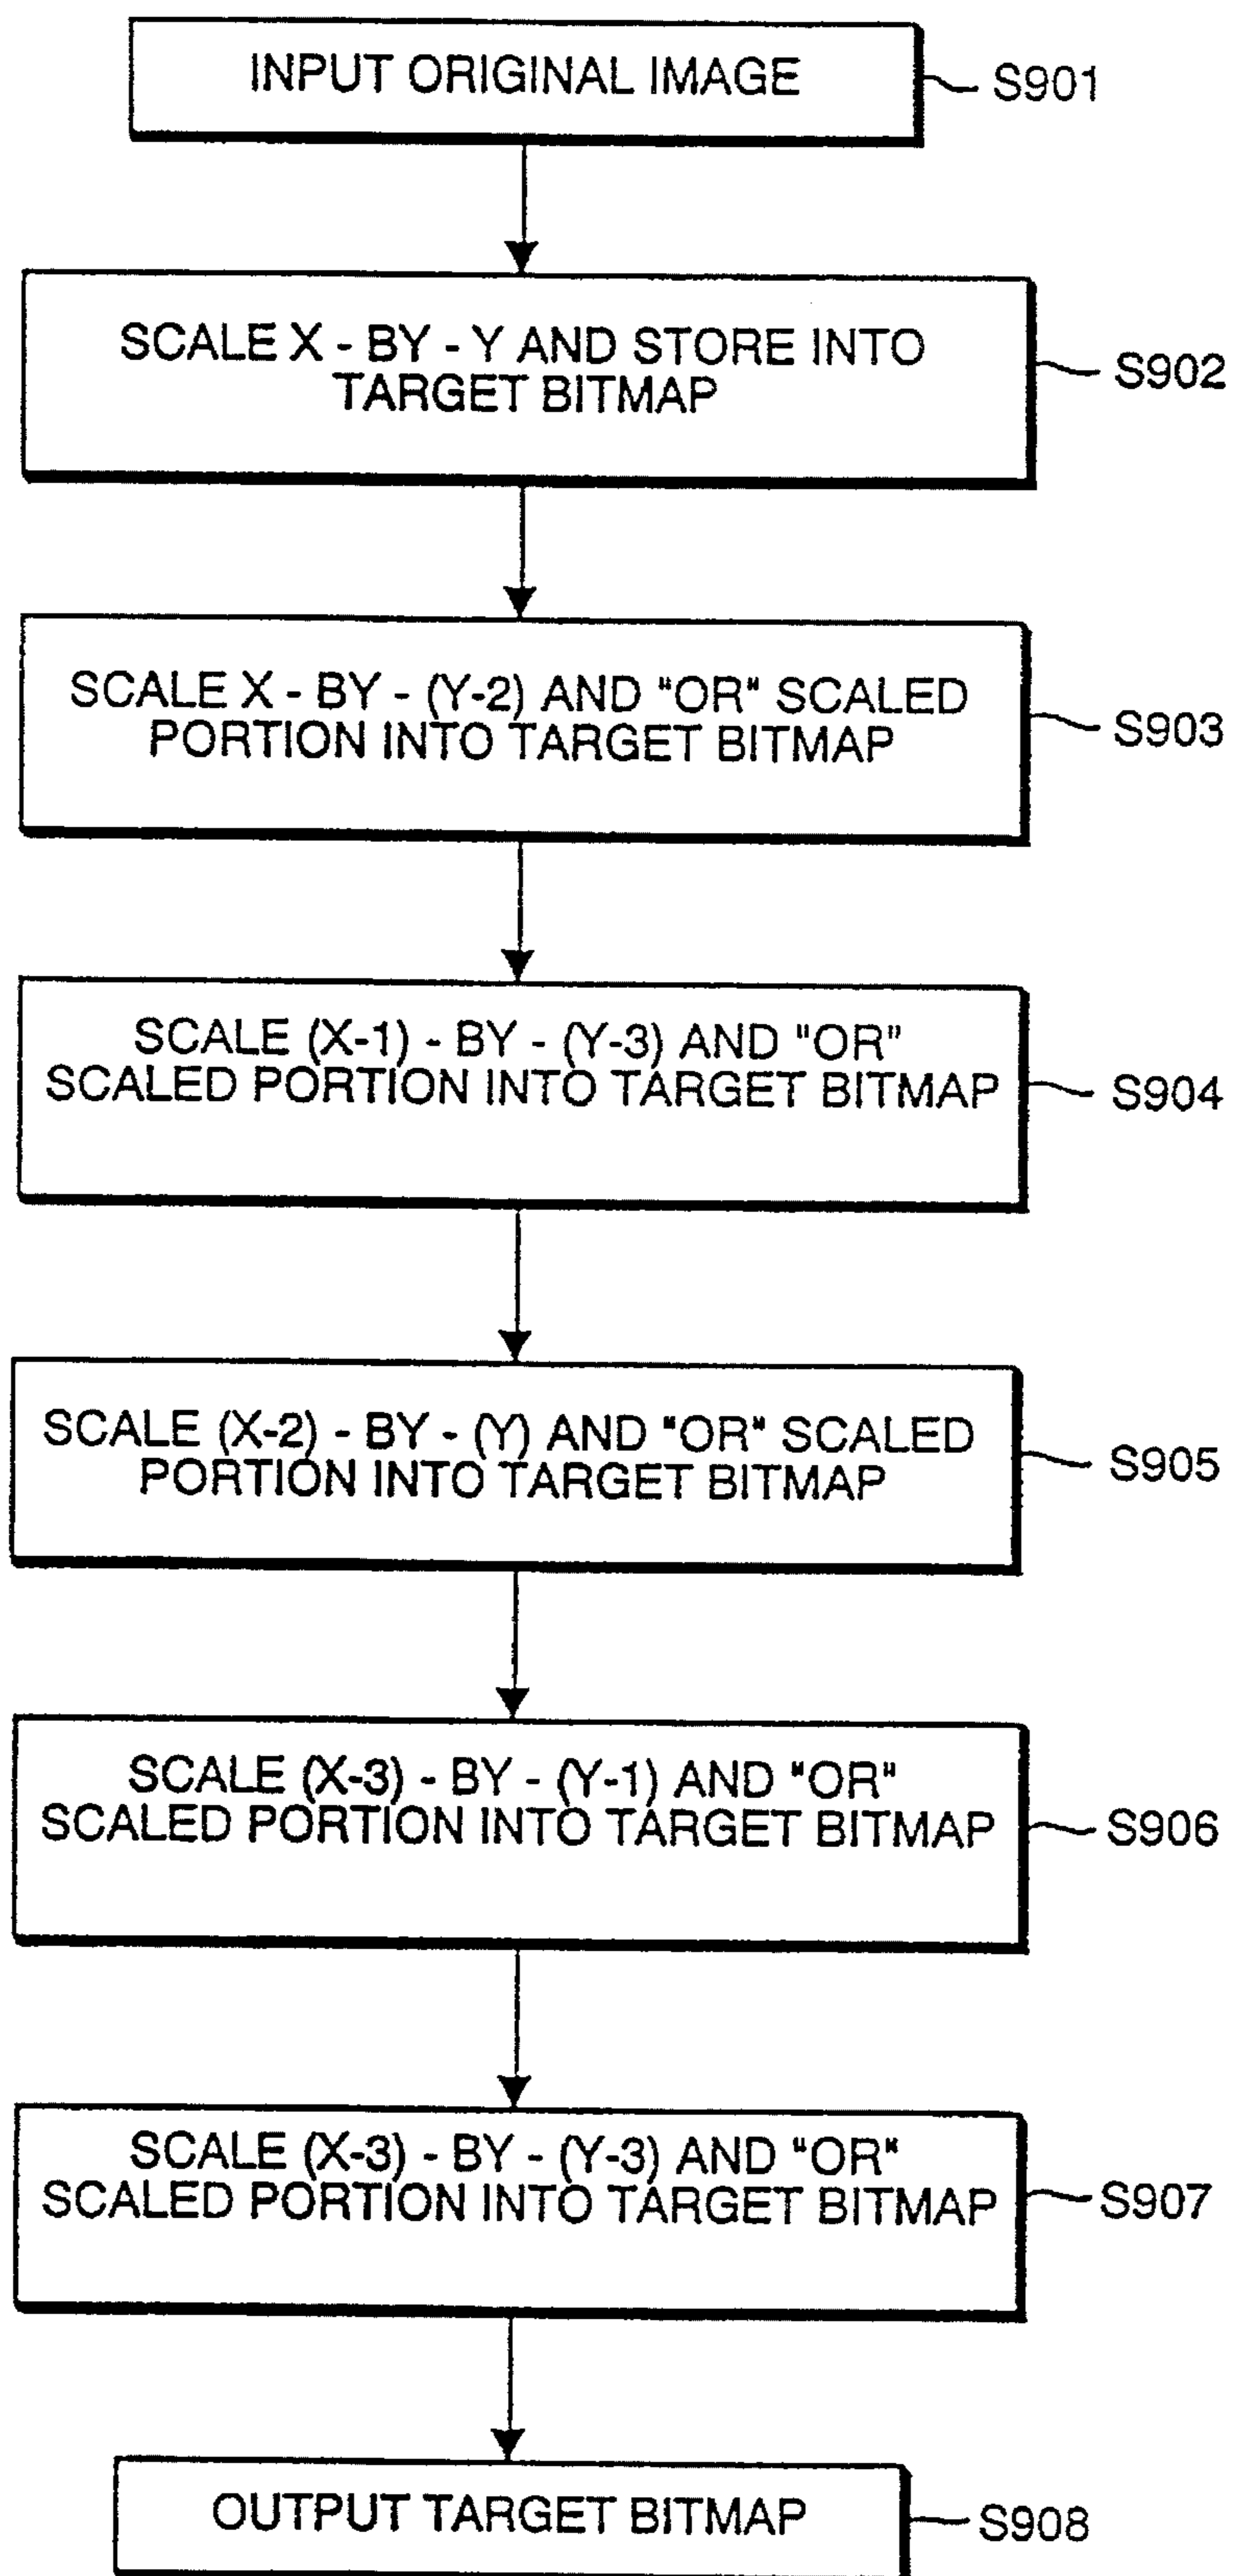 INPUT ORIGINAL IMAGE
S901
SCALE X - BY - Y AND STORE INTO
TARGET BITMAP
S902
SCALE X - BY - (Y-2) AND "OR" SCALED
PORTION INTO TARGET BITMAP
S903
SCALE (X-1) - BY - (Y-3) AND "OR"
SCALED PORTION INTO TARGET BITMAP
S904
SCALE (X-2) - BY - (Y) AND "OR" SCALED
PORTION INTO TARGET BITMAP
S905
SCALE (X-3) - BY - (Y-1) AND "OR"
SCALED PORTION INTO TARGET BITMAP
S906
SCALE (X-3) - BY - (Y-3) AND "OR"
SCALED PORTION INTO TARGET BITMAP
S907
OUTPUT TARGET BITMAP
S908